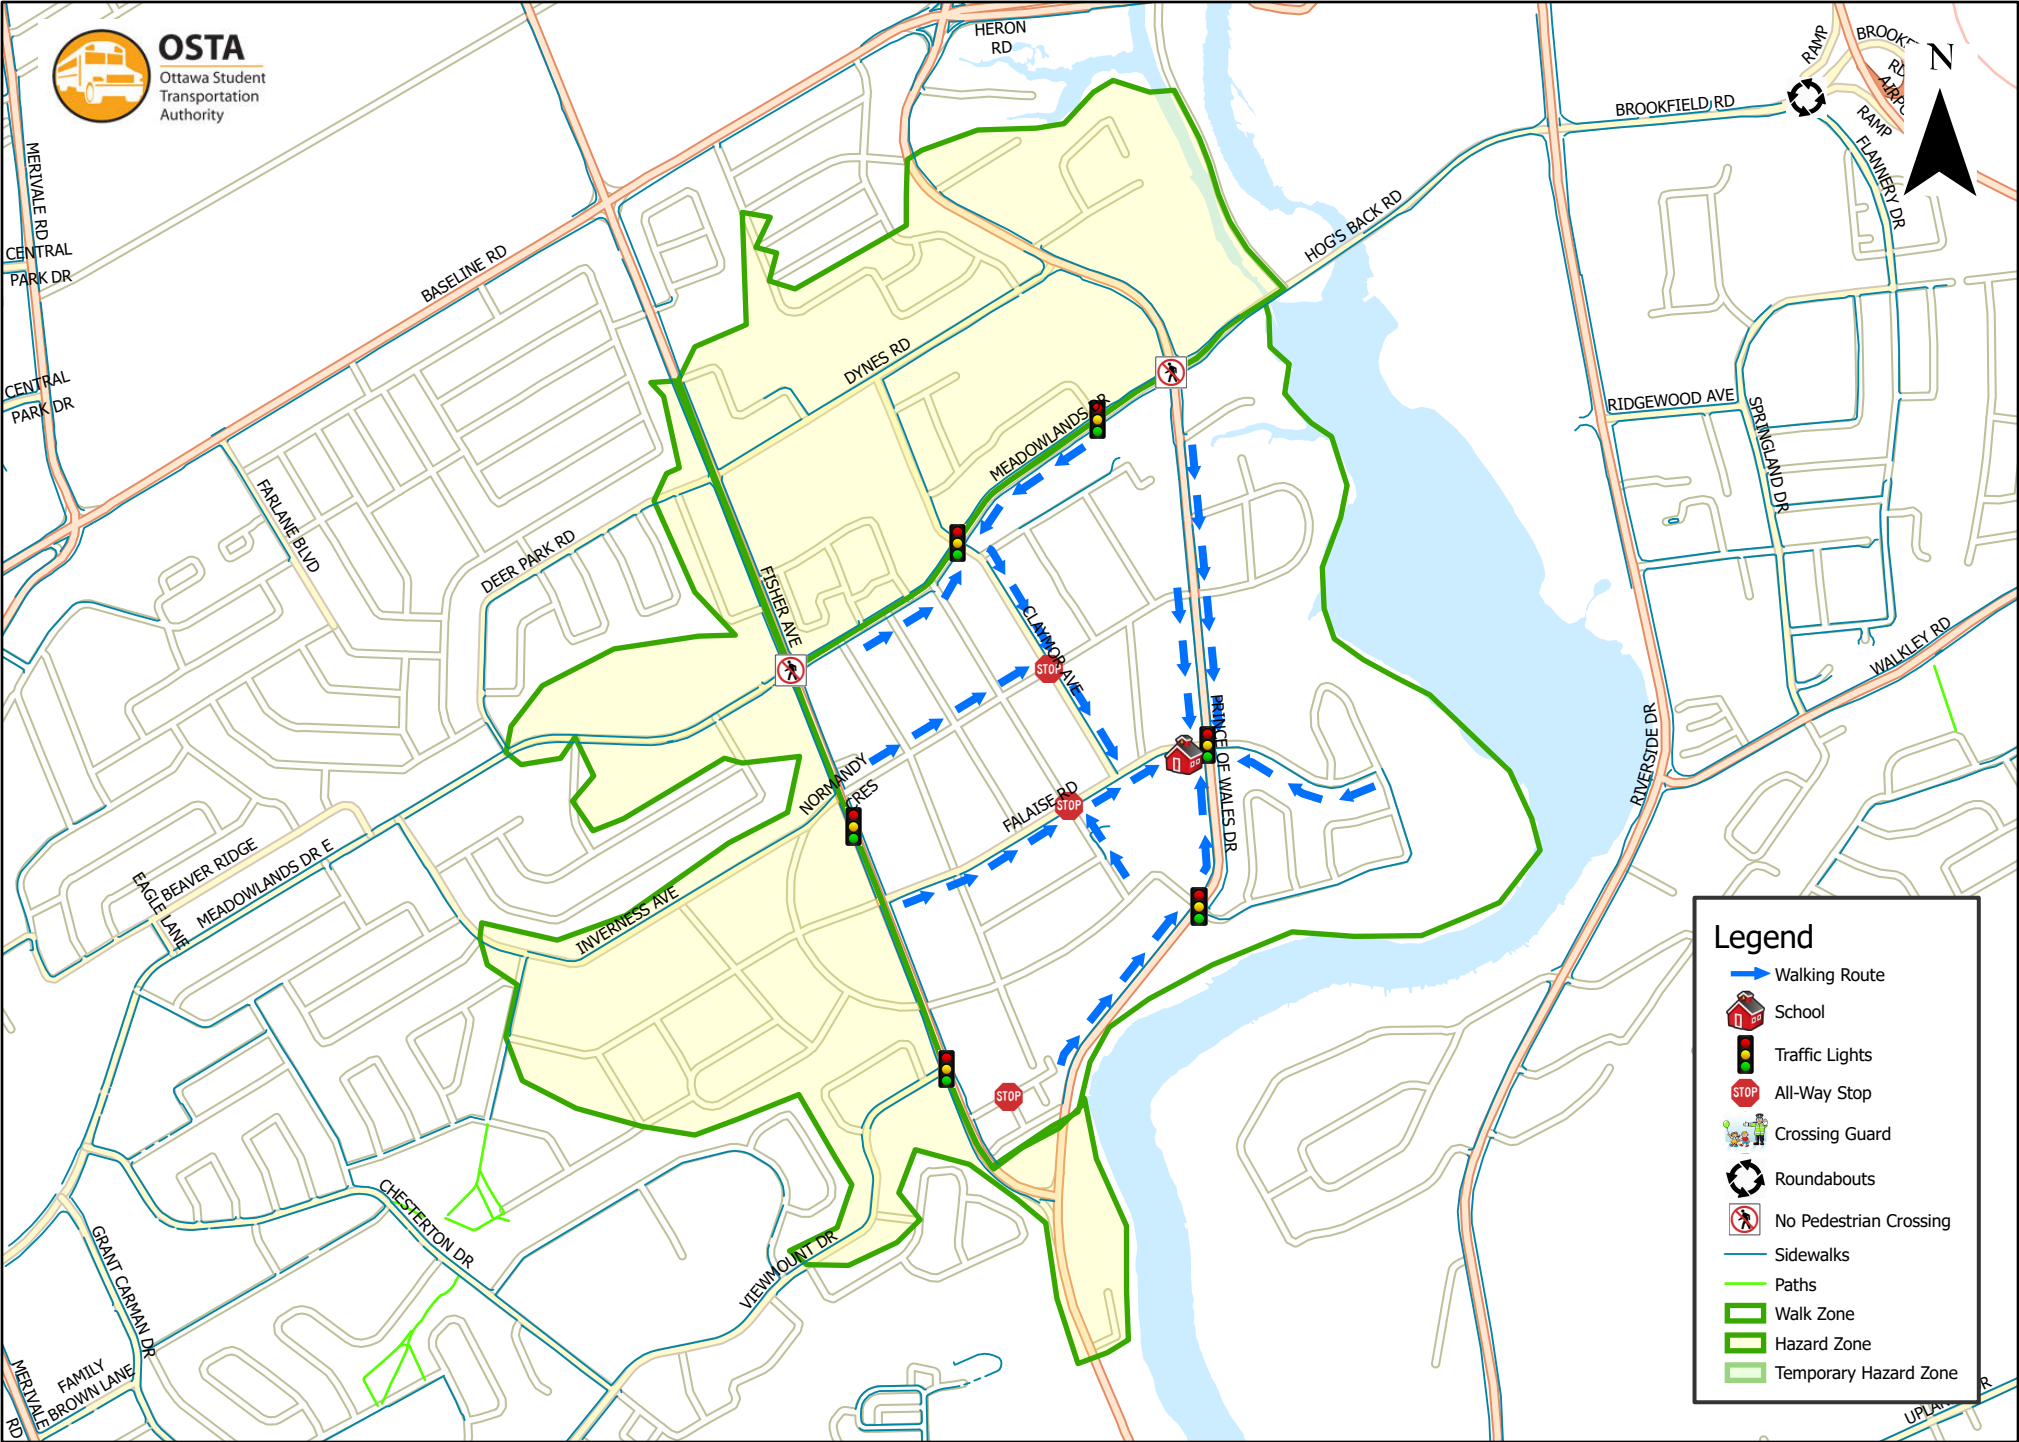 OSTA
Ottawa Student
Transportation
Authority
HERON
RD
RAMP
BROOKF
RD
AIRPO
RAMP
N
BROOKFIELD RD
FLANNERY DR
MERIVALE RD
CENTRAL
PARK DR
BASELINE RD
HOG'S BACK RD
CENTRAL
PARK DR
DYNES RD
MEADOWLANDS DR
RIDGEWOOD AVE
SPRINGLAND DR
FARLANE BLVD
DEER PARK RD
FISHER AVE
CLAYMOR AVE
STOP
WALKLEY RD
PRINCE OF WALES DR
RIVERSIDE DR
NORMANDY
CRES
FALAISE RD
STOP
BEAVER RIDGE
EAGLE LANE
MEADOWLANDS DR E
INVERNESS AVE
STOP
CHESTERTON DR
VIEWMOUNT DR
GRANT CARMAN DR
FAMILY
BROWN LANE
MERIVALE
RD
Legend
Walking Route
School
Traffic Lights
STOP
All-Way Stop
Crossing Guard
Roundabouts
No Pedestrian Crossing
Sidewalks
Paths
Walk Zone
Hazard Zone
Temporary Hazard Zone